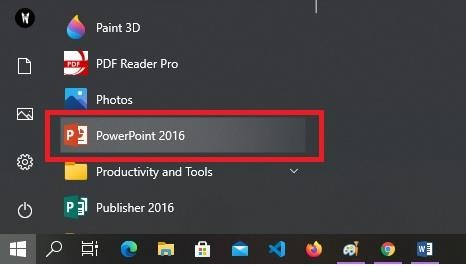 Paint 3D
PDF Reader Pro
Photos
PowerPoint 2016
Productivity and Tools
Publisher 2016